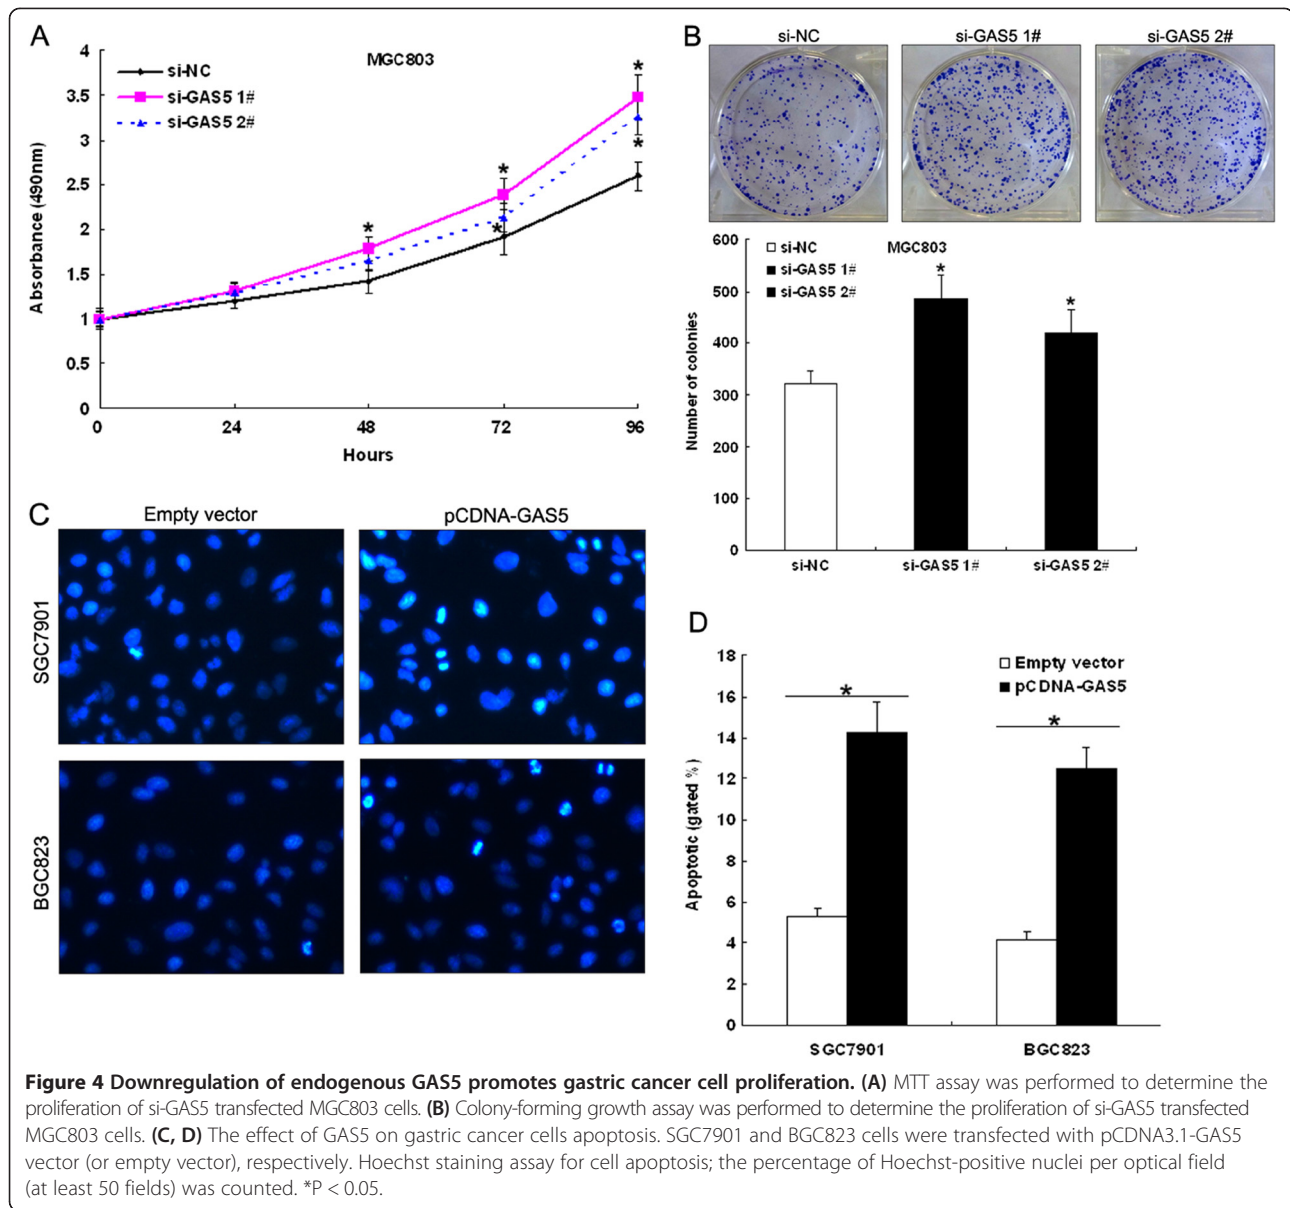 A
MGC803
si-NC
si-GAS5 1#
si-GAS5 2#
Absorbance (490nm)
4
3.5
3
2.5
2
1.5
1
0.5
0
0 24 48 72 96
Hours
* * * * *
B
si-NC si-GAS5 1# si-GAS5 2#
MGC803
si-NC
si-GAS5 1#
si-GAS5 2#
Number of colonies
600
500
400
300
200
100
0
* *
si-NC si-GAS5 1# si-GAS5 2#
C
Empty vector pCDNA-GAS5
SGC7901
BGC823
D
Empty vector
pCDNA-GAS5
Apoptotic (gated %)
18
16
14
12
10
8
6
4
2
0
* *
SGC7901 BGC823
Figure 4 Downregulation of endogenous GAS5 promotes gastric cancer cell proliferation. (A) MTT assay was performed to determine the
proliferation of si-GAS5 transfected MGC803 cells. (B) Colony-forming growth assay was performed to determine the proliferation of si-GAS5 transfected
MGC803 cells. (C, D) The effect of GAS5 on gastric cancer cells apoptosis. SGC7901 and BGC823 cells were transfected with pCDNA3.1-GAS5
vector (or empty vector), respectively. Hoechst staining assay for cell apoptosis; the percentage of Hoechst-positive nuclei per optical field
(at least 50 fields) was counted. *P < 0.05.